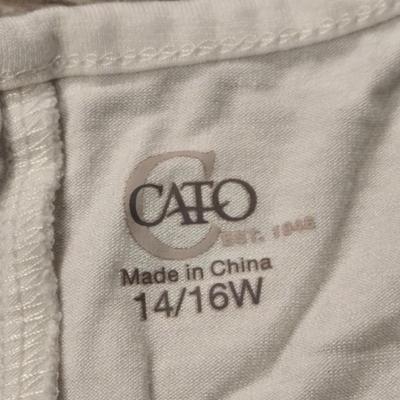 C
CATO
EST. 1946
Made in China
14/16W